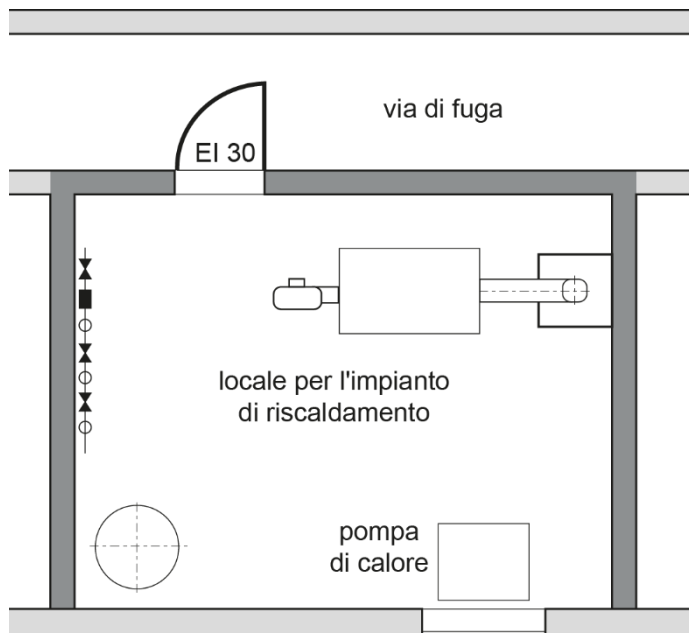 via di fuga
EI 30
locale per l'impianto
di riscaldamento
pompa
di calore